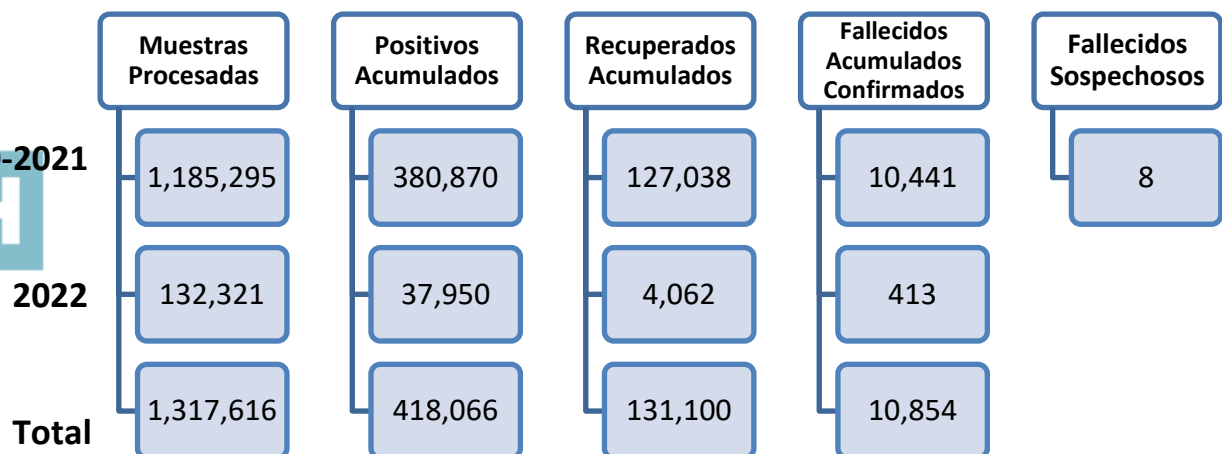 Muestras
Procesadas
Positivos
Acumulados
Recuperados
Acumulados
Fallecidos
Acumulados
Confirmados
Fallecidos
Sospechosos
-2021
1,185,295
380,870
127,038
10,441
8
2022
132,321
37,950
4,062
413
Total
1,317,616
418,066
131,100
10,854